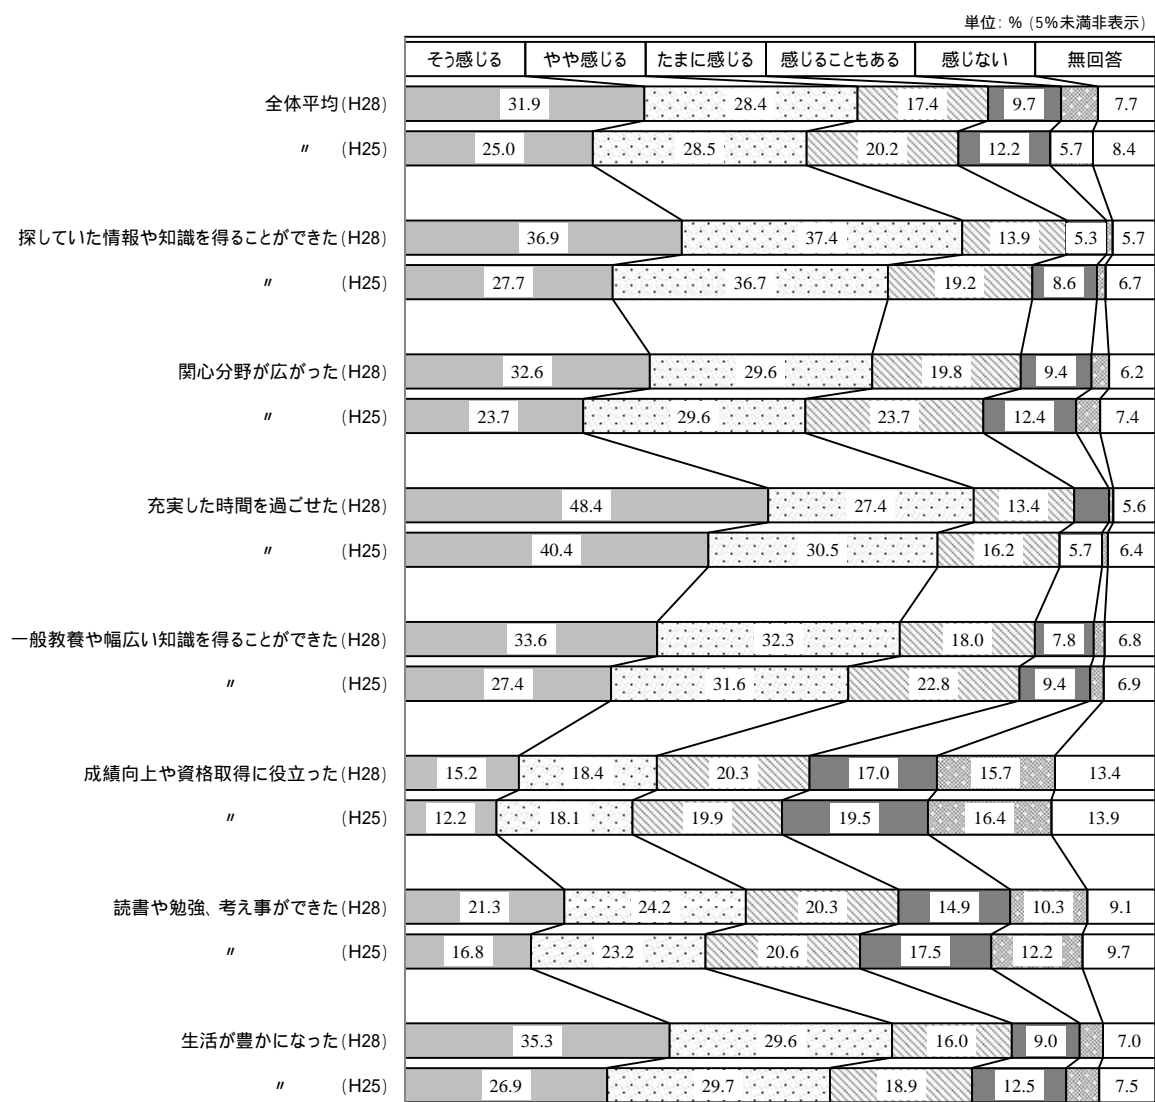 単位: % (5%未満非表示)
そう感じる やや感じる たまに感じる 感じることもある 感じない 無回答
全体平均(H28) 31.9 28.4 17.4 9.7 7.7
〃 (H25) 25.0 28.5 20.2 12.2 5.7 8.4
探していた情報や知識を得ることができた(H28) 36.9 37.4 13.9 5.3 5.7
〃 (H25) 27.7 36.7 19.2 8.6 6.7
関心分野が広がった(H28) 32.6 29.6 19.8 9.4 6.2
〃 (H25) 23.7 29.6 23.7 12.4 7.4
充実した時間を過ごせた(H28) 48.4 27.4 13.4 5.6
〃 (H25) 40.4 30.5 16.2 5.7 6.4
一般教養や幅広い知識を得ることができた(H28) 33.6 32.3 18.0 7.8 6.8
〃 (H25) 27.4 31.6 22.8 9.4 6.9
成績向上や資格取得に役立った(H28) 15.2 18.4 20.3 17.0 15.7 13.4
〃 (H25) 12.2 18.1 19.9 19.5 16.4 13.9
読書や勉強、考え事ができた(H28) 21.3 24.2 20.3 14.9 10.3 9.1
〃 (H25) 16.8 23.2 20.6 17.5 12.2 9.7
生活が豊かになった(H28) 35.3 29.6 16.0 9.0 7.0
〃 (H25) 26.9 29.7 18.9 12.5 7.5